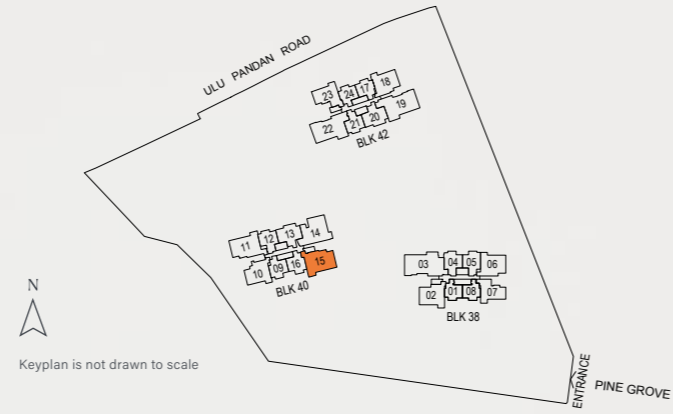 ULU PANDAN ROAD
23 24 17 18
22 21 20 19
BLK 42
11 12 13 14
10 09 16 15
BLK 40
03 04 05 06
02 01 08 07
BLK 38
N
Keyplan is not drawn to scale
ENTRANCE
PINE GROVE